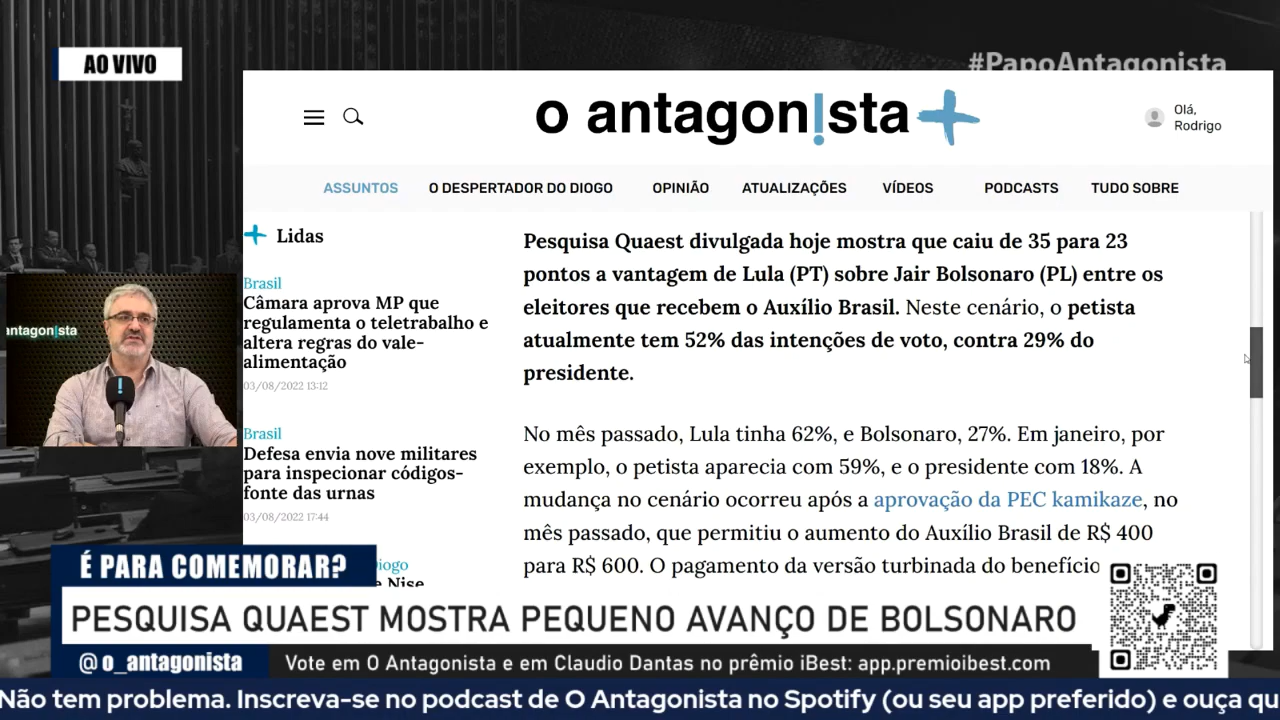 AO VIVO
#PapoAntagonista
o antagon!sta+
Olá,
Rodrigo
ASSUNTOS O DESPERTADOR DO DIOGO OPINIÃO ATUALIZAÇÕES VÍDEOS PODCASTS TUDO SOBRE
+ Lidas
Brasil
Câmara aprova MP que
regulamenta o teletrabalho e
altera regras do vale-
alimentação
03/08/2022 13:12
Brasil
Defesa envia nove militares
para inspecionar códigos-
fonte das urnas
03/08/2022 17:44
Pesquisa Quaest divulgada hoje mostra que caiu de 35 para 23
pontos a vantagem de Lula (PT) sobre Jair Bolsonaro (PL) entre os
eleitores que recebem o Auxílio Brasil. Neste cenário, o petista
atualmente tem 52% das intenções de voto, contra 29% do
presidente.
No mês passado, Lula tinha 62%, e Bolsonaro, 27%. Em janeiro, por
exemplo, o petista aparecia com 59%, e o presidente com 18%. A
mudança no cenário ocorreu após a aprovação da PEC kamikaze, no
mês passado, que permitiu o aumento do Auxílio Brasil de R$ 400
para R$ 600. O pagamento da versão turbinada do benefício
antagon!sta
É PARA COMEMORAR?
PESQUISA QUAEST MOSTRA PEQUENO AVANÇO DE BOLSONARO
@o_antagonista
Vote em O Antagonista e em Claudio Dantas no prêmio iBest: app.premioibest.com
Não tem problema. Inscreva-se no podcast de O Antagonista no Spotify (ou seu app preferido) e ouça qu